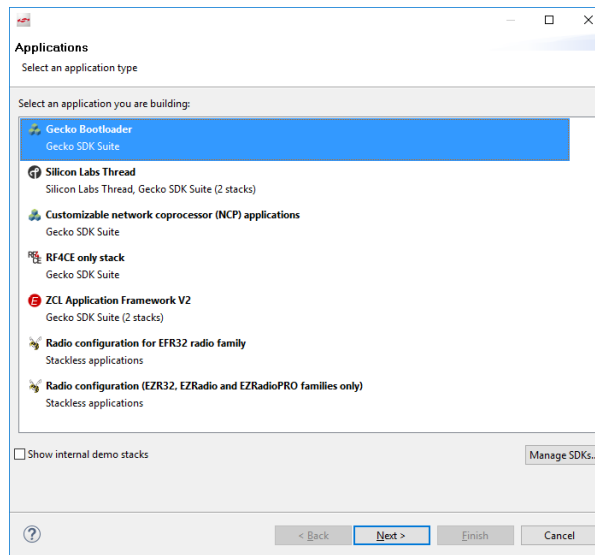 Applications
Select an application type
Select an application you are building:
Gecko Bootloader
Gecko SDK Suite
Silicon Labs Thread
Silicon Labs Thread, Gecko SDK Suite (2 stacks)
Customizable network coprocessor (NCP) applications
Gecko SDK Suite
RF4CE only stack
Gecko SDK Suite
ZCL Application Framework V2
Gecko SDK Suite (2 stacks)
Radio configuration for EFR32 radio family
Stackless applications
Radio configuration (EZR32, EZRadio and EZRadioPRO families only)
Stackless applications
Show internal demo stacks
Manage SDKs..
< Back Next > Finish Cancel